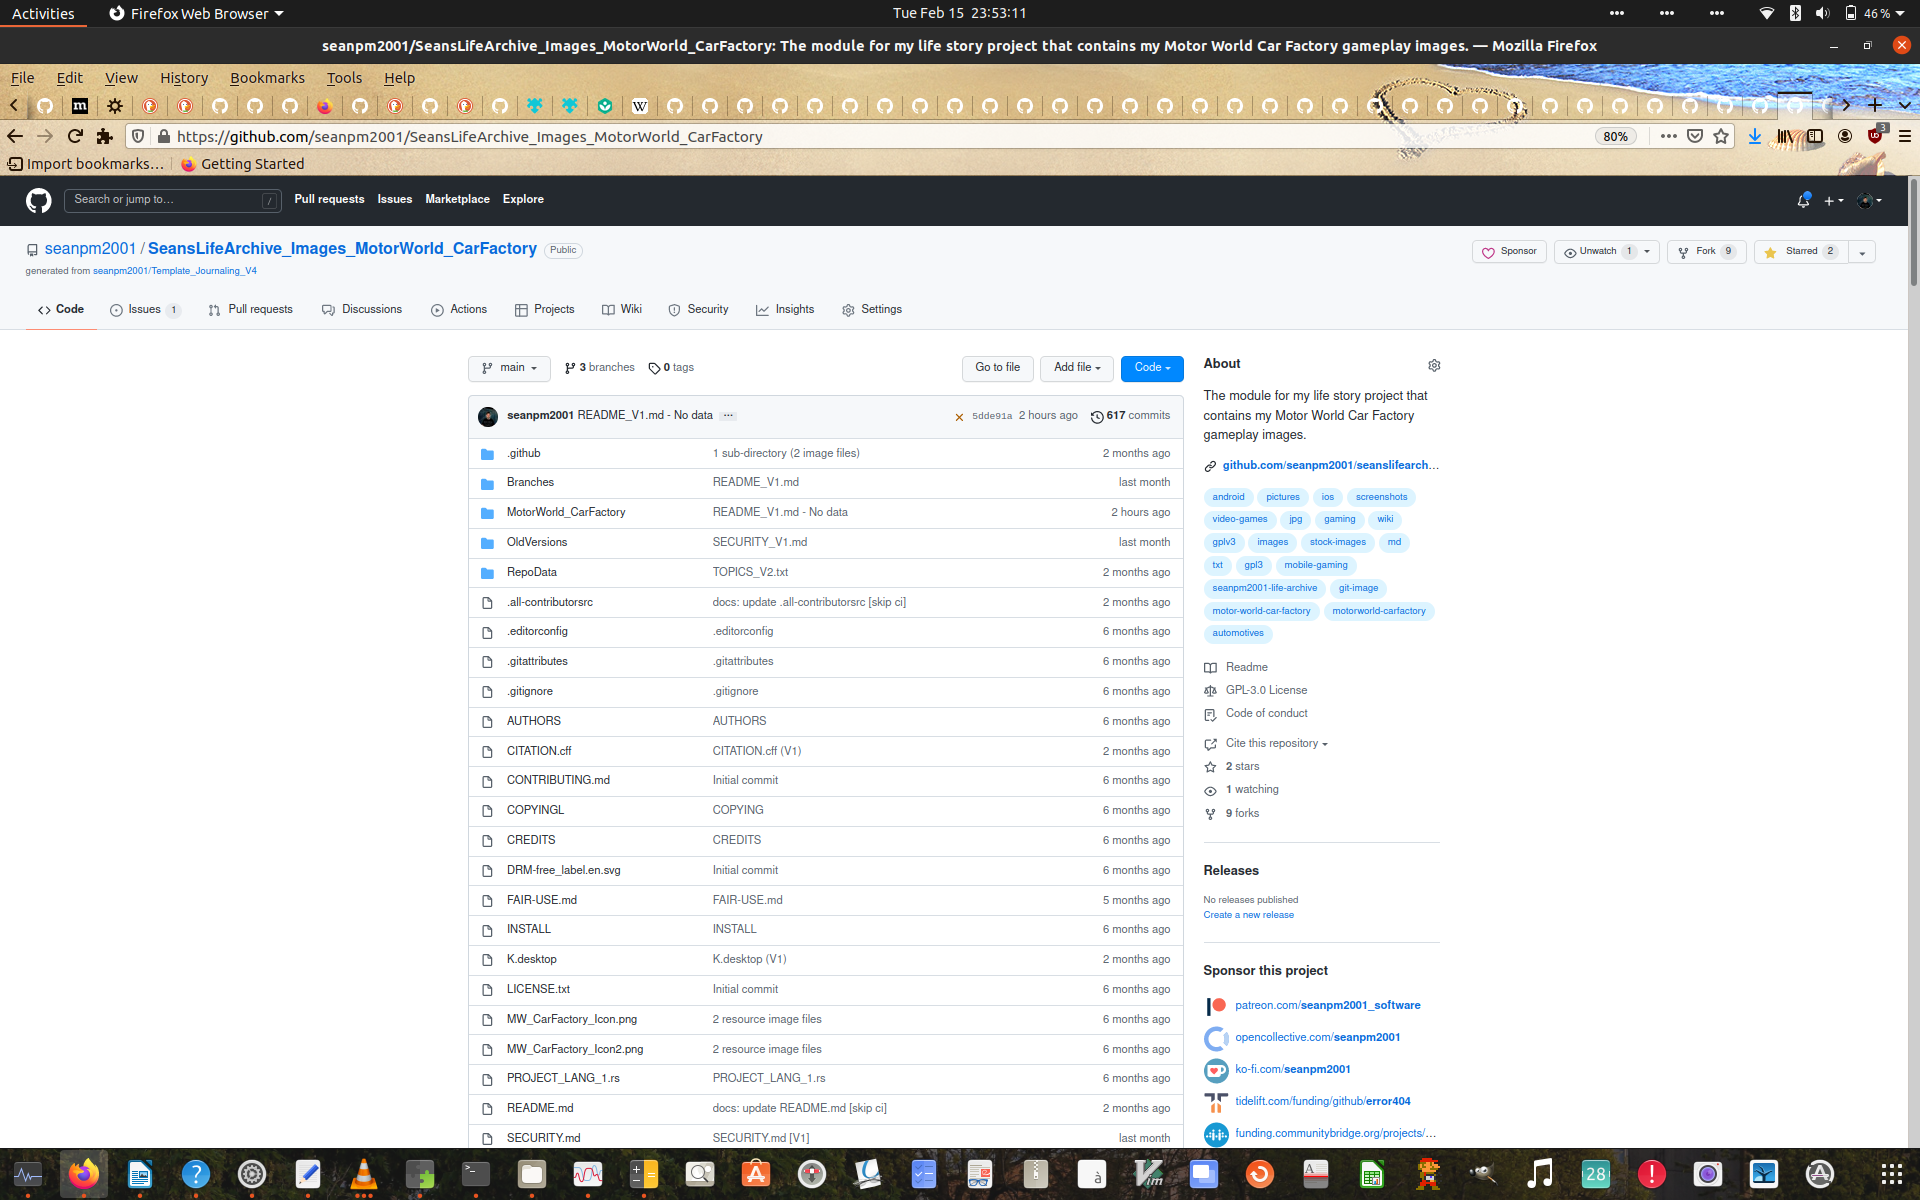 Activities
Firefox Web Browser
Tue Feb 15  23:53:11
46 %
seanpm2001/SeansLifeArchive_Images_MotorWorld_CarFactory: The module for my life story project that contains my Motor World Car Factory gameplay images. — Mozilla Firefox
File Edit View History Bookmarks Tools Help
https://github.com/seanpm2001/SeansLifeArchive_Images_MotorWorld_CarFactory
80%
3
Import bookmarks…
Getting Started
Search or jump to…
/
Pull requests Issues Marketplace Explore
seanpm2001 / SeansLifeArchive_Images_MotorWorld_CarFactory Public
generated from seanpm2001/Template_Journaling_V4
Sponsor
Unwatch 1
Fork 9
Starred 2
Code
Issues 1
Pull requests
Discussions
Actions
Projects
Wiki
Security
Insights
Settings
main
3 branches
0 tags
Go to file
Add file
Code
seanpm2001 README_V1.md - No data ...
5dde91a 2 hours ago 617 commits
.github 1 sub-directory (2 image files) 2 months ago
Branches README_V1.md last month
MotorWorld_CarFactory README_V1.md - No data 2 hours ago
OldVersions SECURITY_V1.md last month
RepoData TOPICS_V2.txt 2 months ago
.all-contributorsrc docs: update .all-contributorsrc [skip ci] 2 months ago
.editorconfig .editorconfig 6 months ago
.gitattributes .gitattributes 6 months ago
.gitignore .gitignore 6 months ago
AUTHORS AUTHORS 6 months ago
CITATION.cff CITATION.cff (V1) 2 months ago
CONTRIBUTING.md Initial commit 6 months ago
COPYINGL COPYING 6 months ago
CREDITS CREDITS 6 months ago
DRM-free_label.en.svg Initial commit 6 months ago
FAIR-USE.md FAIR-USE.md 5 months ago
INSTALL INSTALL 6 months ago
K.desktop K.desktop (V1) 2 months ago
LICENSE.txt Initial commit 6 months ago
MW_CarFactory_Icon.png 2 resource image files 6 months ago
MW_CarFactory_Icon2.png 2 resource image files 6 months ago
PROJECT_LANG_1.rs PROJECT_LANG_1.rs 6 months ago
README.md docs: update README.md [skip ci] 2 months ago
SECURITY.md SECURITY.md [V1] last month
About
The module for my life story project that
contains my Motor World Car Factory
gameplay images.
github.com/seanpm2001/seanslifearch…
android pictures ios screenshots
video-games jpg gaming wiki
gplv3 images stock-images md
txt gpl3 mobile-gaming
seanpm2001-life-archive git-image
motor-world-car-factory motorworld-carfactory
automotives
Readme
GPL-3.0 License
Code of conduct
Cite this repository
2 stars
1 watching
9 forks
Releases
No releases published
Create a new release
Sponsor this project
patreon.com/seanpm2001_software
opencollective.com/seanpm2001
ko-fi.com/seanpm2001
tidelift.com/funding/github/error404
funding.communitybridge.org/projects/…
28